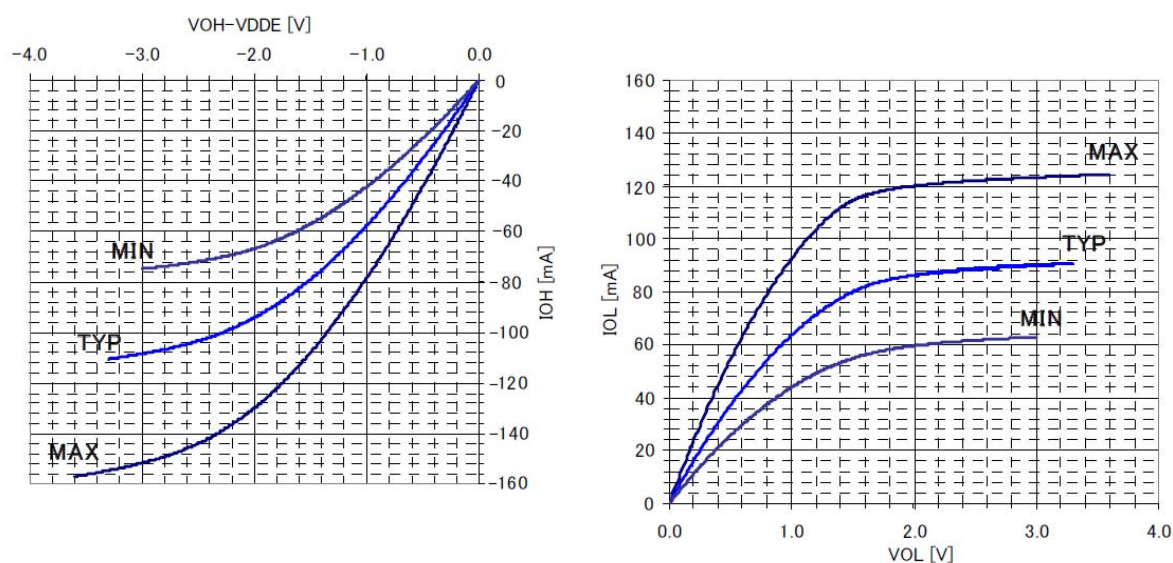 VOH-VDDE [V]
-4.0 -3.0 -2.0 -1.0 0.0
0
-20
-40
-60
-80
-100
-120
-140
-160
IOH [mA]
MIN
TYP
MAX
160
140
120
100
80
60
40
20
0
IOL [mA]
MAX
TYP
MIN
0.0 1.0 2.0 3.0 4.0
VOL [V]